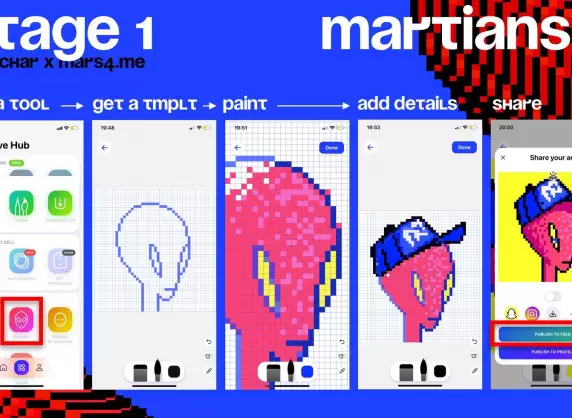 tage 1
martians
char x mars4.me
a tool → get a tmplt → paint → add details → share
19:48
19:51
19:53
20:00
ve Hub
Done
Done
Share your ar
PUBLISH TO FEED
PUBLISH TO PROFIL